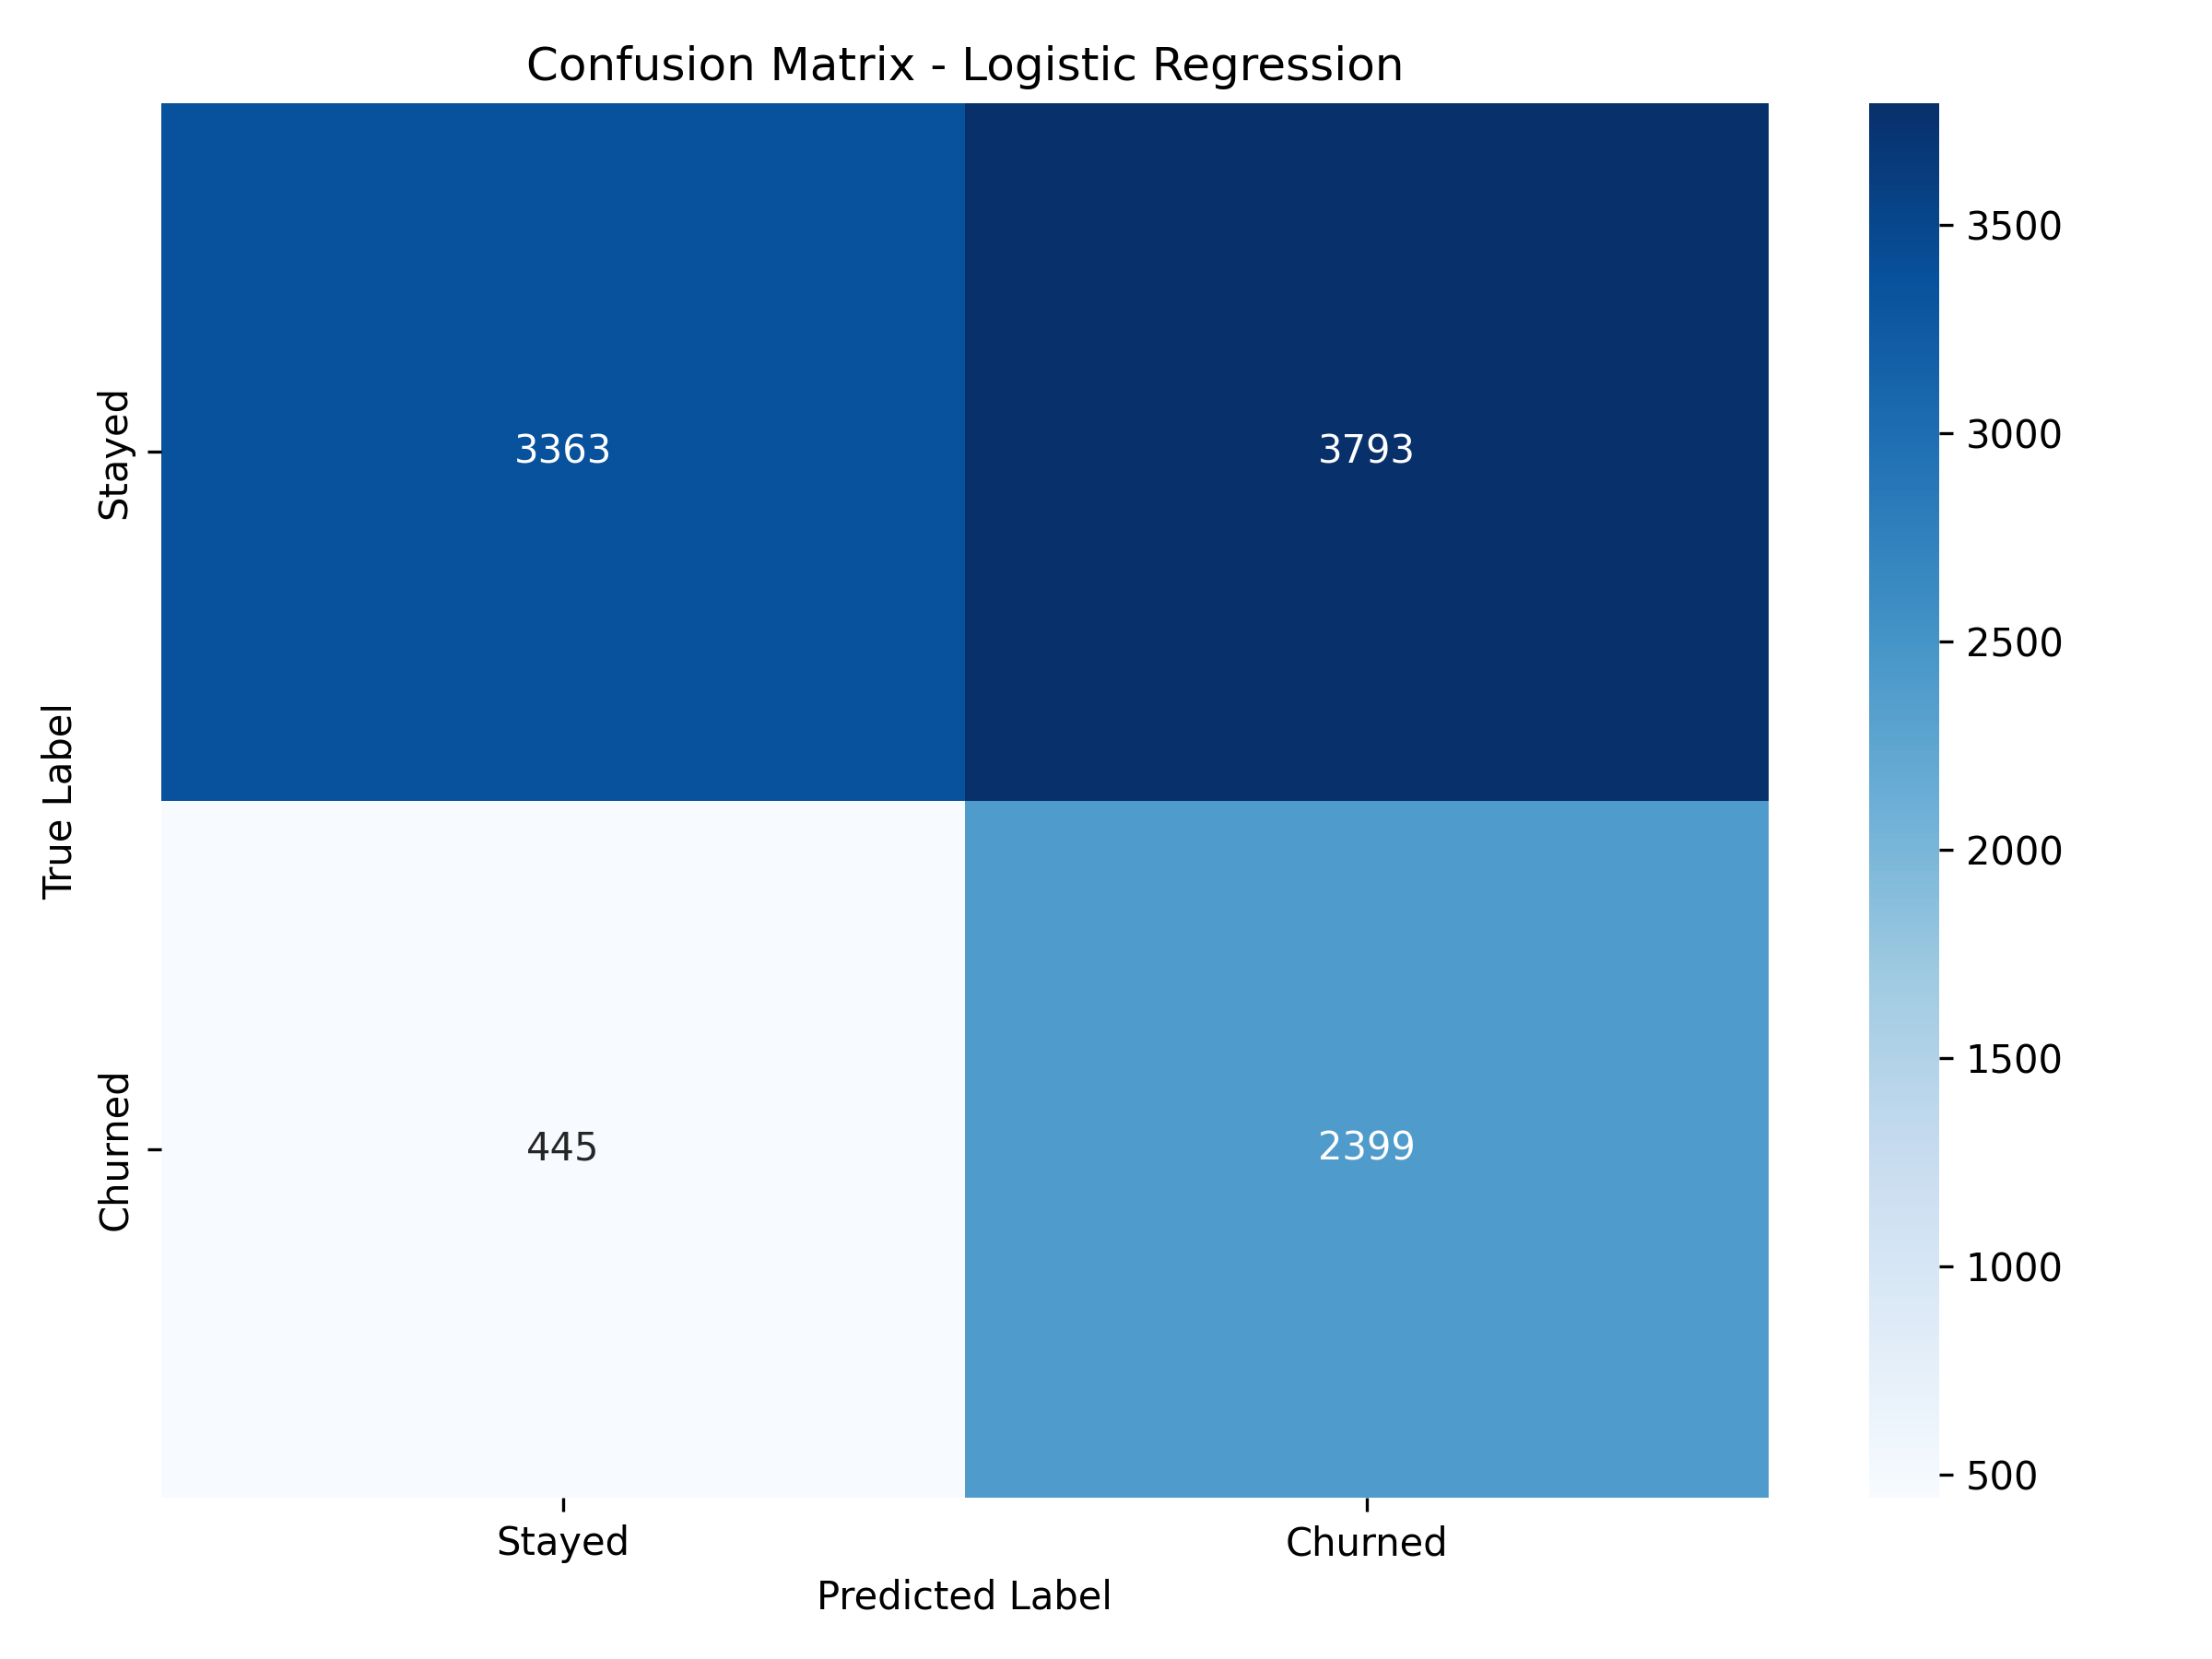 Confusion Matrix - Logistic Regression
3500
3000
2500
2000
1500
1000
500
True Label
Stayed
3363
3793
Churned
445
2399
Stayed
Churned
Predicted Label